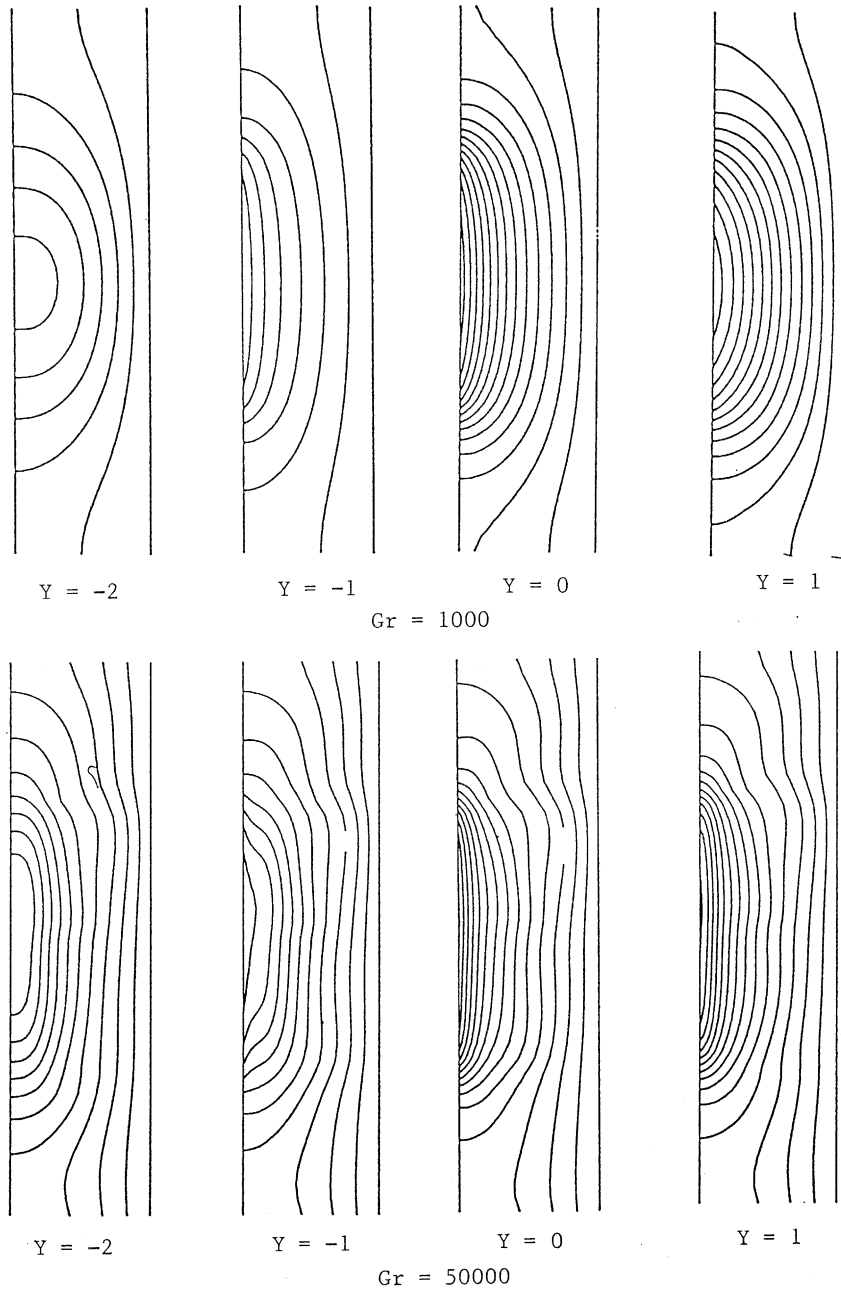 Y = -2 Y = -1 Y = 0 Y = 1
Gr = 1000
Y = -2 Y = -1 Y = 0 Y = 1
Gr = 50000